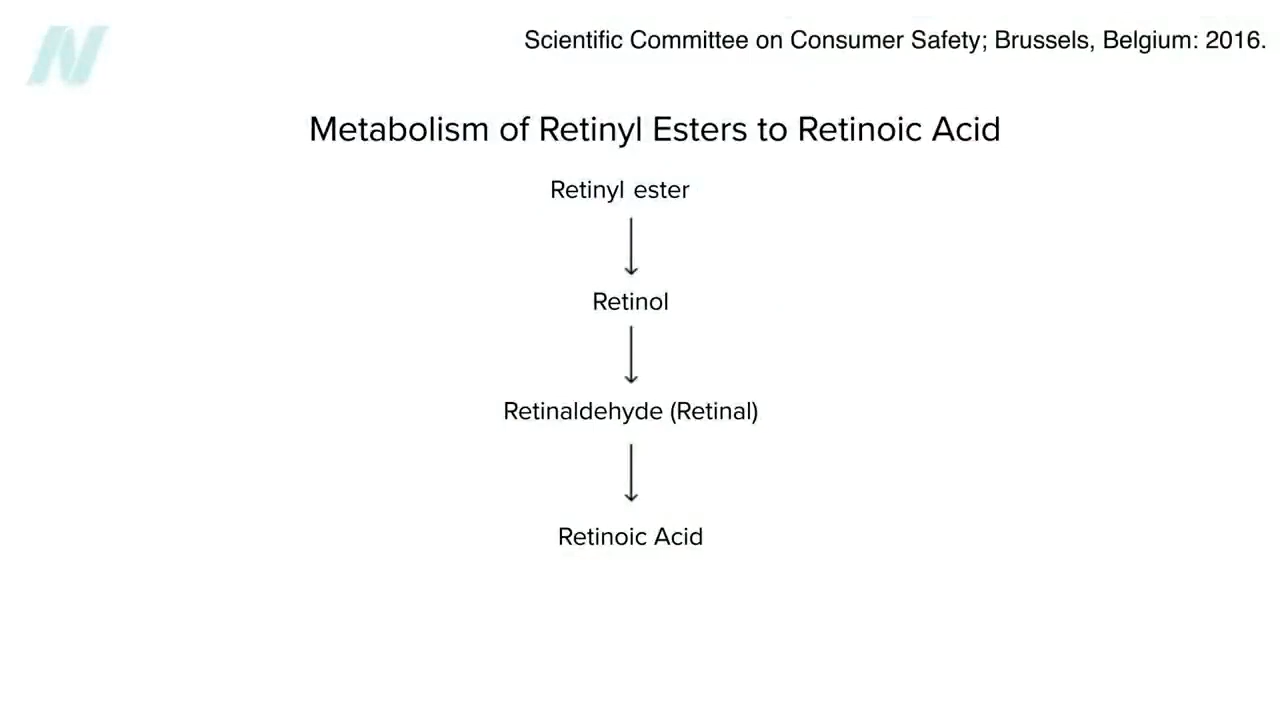 N
Scientific Committee on Consumer Safety; Brussels, Belgium: 2016.
Metabolism of Retinyl Esters to Retinoic Acid
Retinyl ester
Retinol
Retinaldehyde (Retinal)
Retinoic Acid